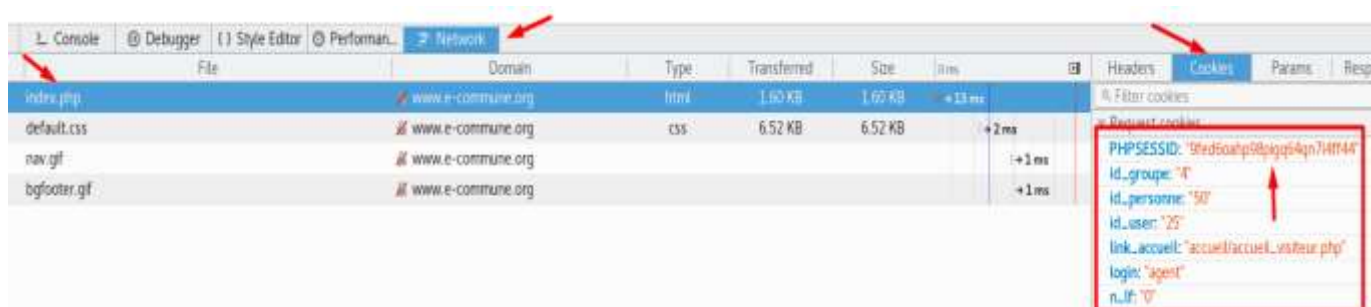 Console Debugger { } Style Editor Performan... Network
File Domain Type Transferred Size Headers Cookies Params Resp
index.php www.e-commune.org html 1.60 KB 1.60 KB → 13 ms Filter cookies
default.css www.e-commune.org css 6.52 KB 6.52 KB → 2 ms Request cookies
nav.gif www.e-commune.org → 1 ms
bgfooter.gif www.e-commune.org → 1 ms
PHPSESSID:
id_groupe: "4"
id_personne: "50"
id_user: "25"
link_accueil: "accueil/accueil_visiteur.php"
login: "agent"
n_lf: "0"